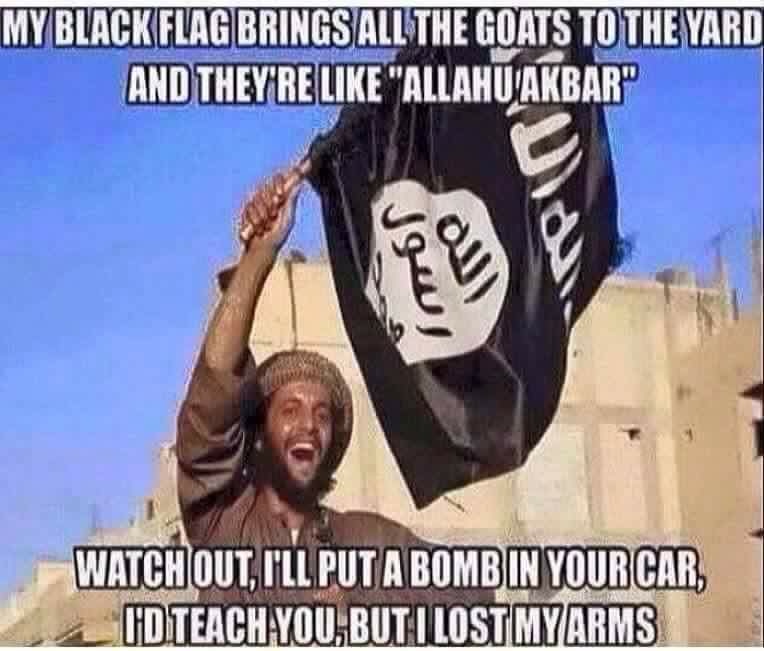 MY BLACK FLAG BRINGS ALL THE GOATS TO THE YARD
AND THEY'RE LIKE "ALLAHU AKBAR"
الله
رسول
محمد
WATCH OUT, I'LL PUT A BOMB IN YOUR CAR,
I'D TEACH YOU, BUT I LOST MY ARMS